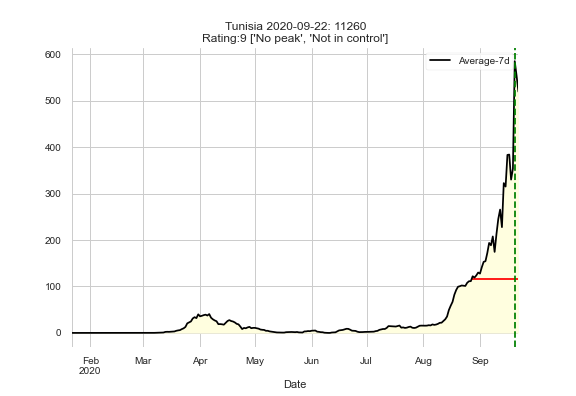 Tunisia 2020-09-22: 11260
Rating:9 ['No peak', 'Not in control']
Average-7d
600
500
400
300
200
100
0
Feb Mar Apr May Jun Jul Aug Sep
2020
Date